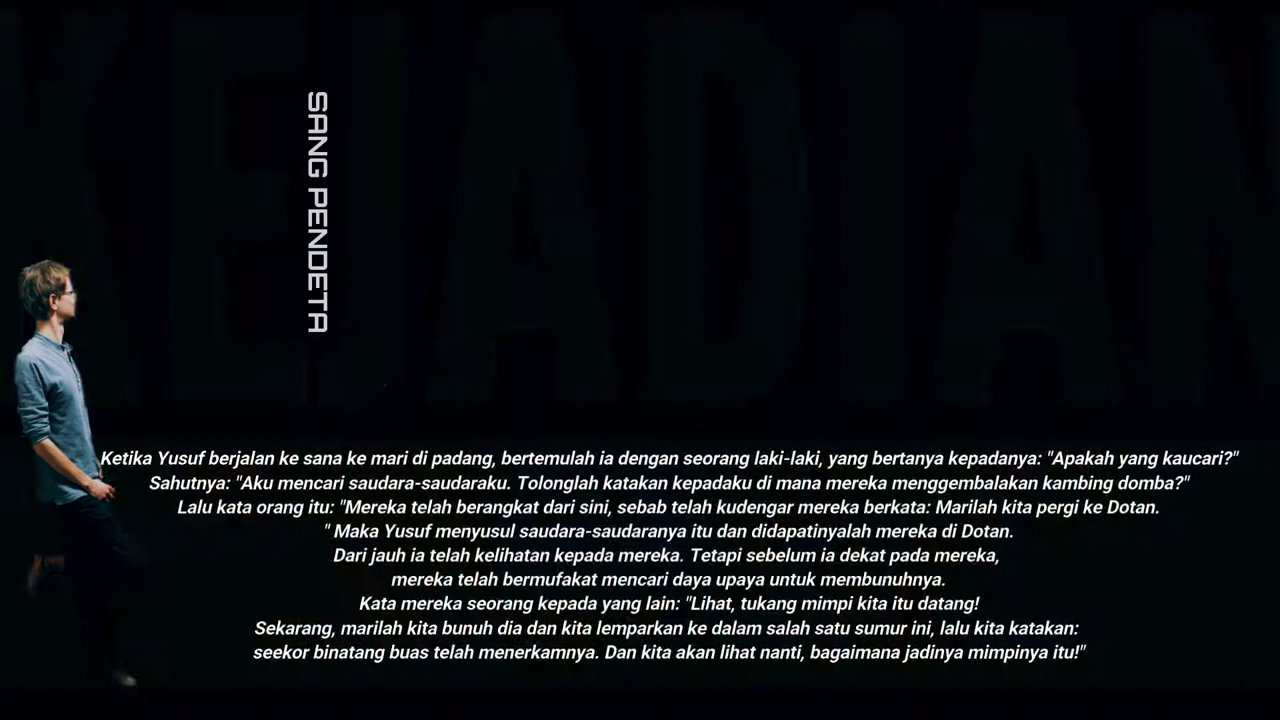 KEJADIAN
SANG PENDETA
Ketika Yusuf berjalan ke sana ke mari di padang, bertemulah ia dengan seorang laki-laki, yang bertanya kepadanya: "Apakah yang kaucari?"
Sahutnya: "Aku mencari saudara-saudaraku. Tolonglah katakan kepadaku di mana mereka menggembalakan kambing domba?"
Lalu kata orang itu: "Mereka telah berangkat dari sini, sebab telah kudengar mereka berkata: Marilah kita pergi ke Dotan.
" Maka Yusuf menyusul saudara-saudaranya itu dan didapatinyalah mereka di Dotan.
Dari jauh ia telah kelihatan kepada mereka. Tetapi sebelum ia dekat pada mereka,
mereka telah bermufakat mencari daya upaya untuk membunuhnya.
Kata mereka seorang kepada yang lain: "Lihat, tukang mimpi kita itu datang!
Sekarang, marilah kita bunuh dia dan kita lemparkan ke dalam salah satu sumur ini, lalu kita katakan:
seekor binatang buas telah menerkamnya. Dan kita akan lihat nanti, bagaimana jadinya mimpinya itu!"